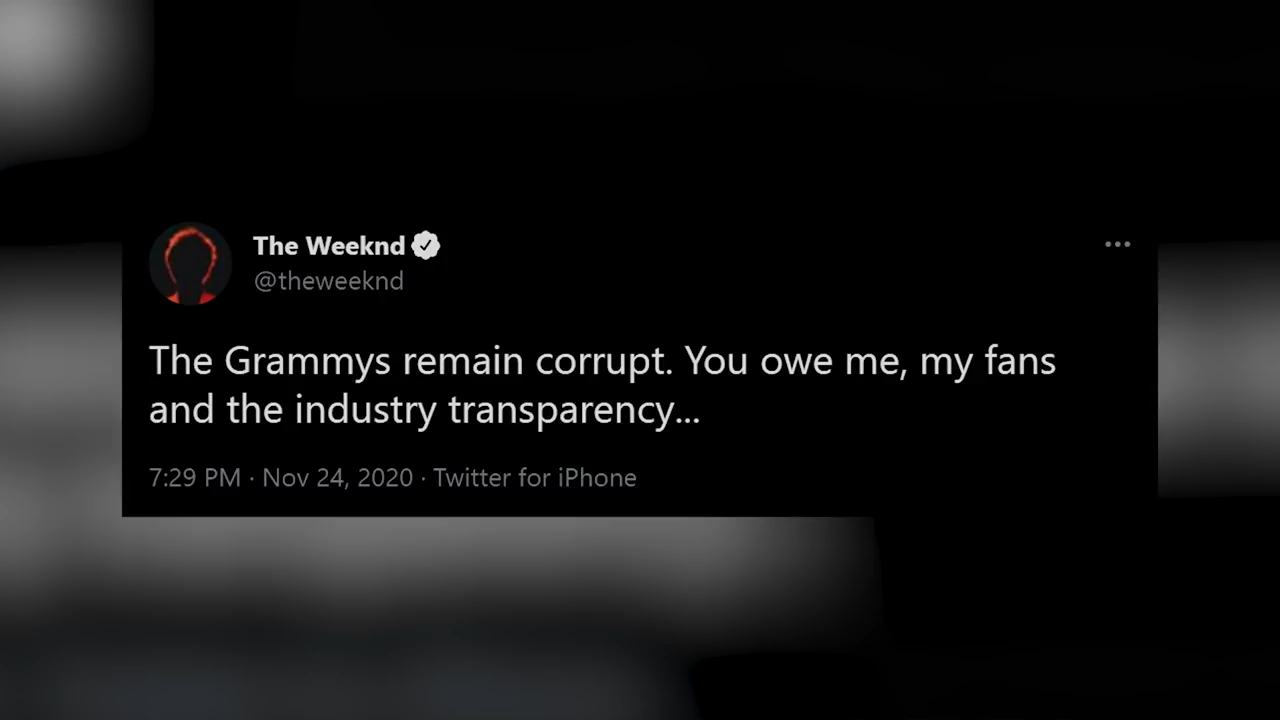 The Weeknd
@theweeknd
The Grammys remain corrupt. You owe me, my fans
and the industry transparency...
7:29 PM · Nov 24, 2020 · Twitter for iPhone